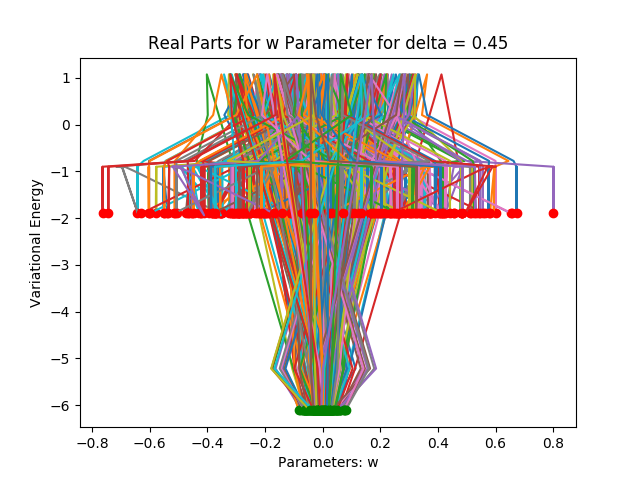 Real Parts for w Parameter for delta = 0.45
1
0
−1
−2
−3
−4
−5
−6
Variational Energy
−0.8 −0.6 −0.4 −0.2 0.0 0.2 0.4 0.6 0.8
Parameters: w